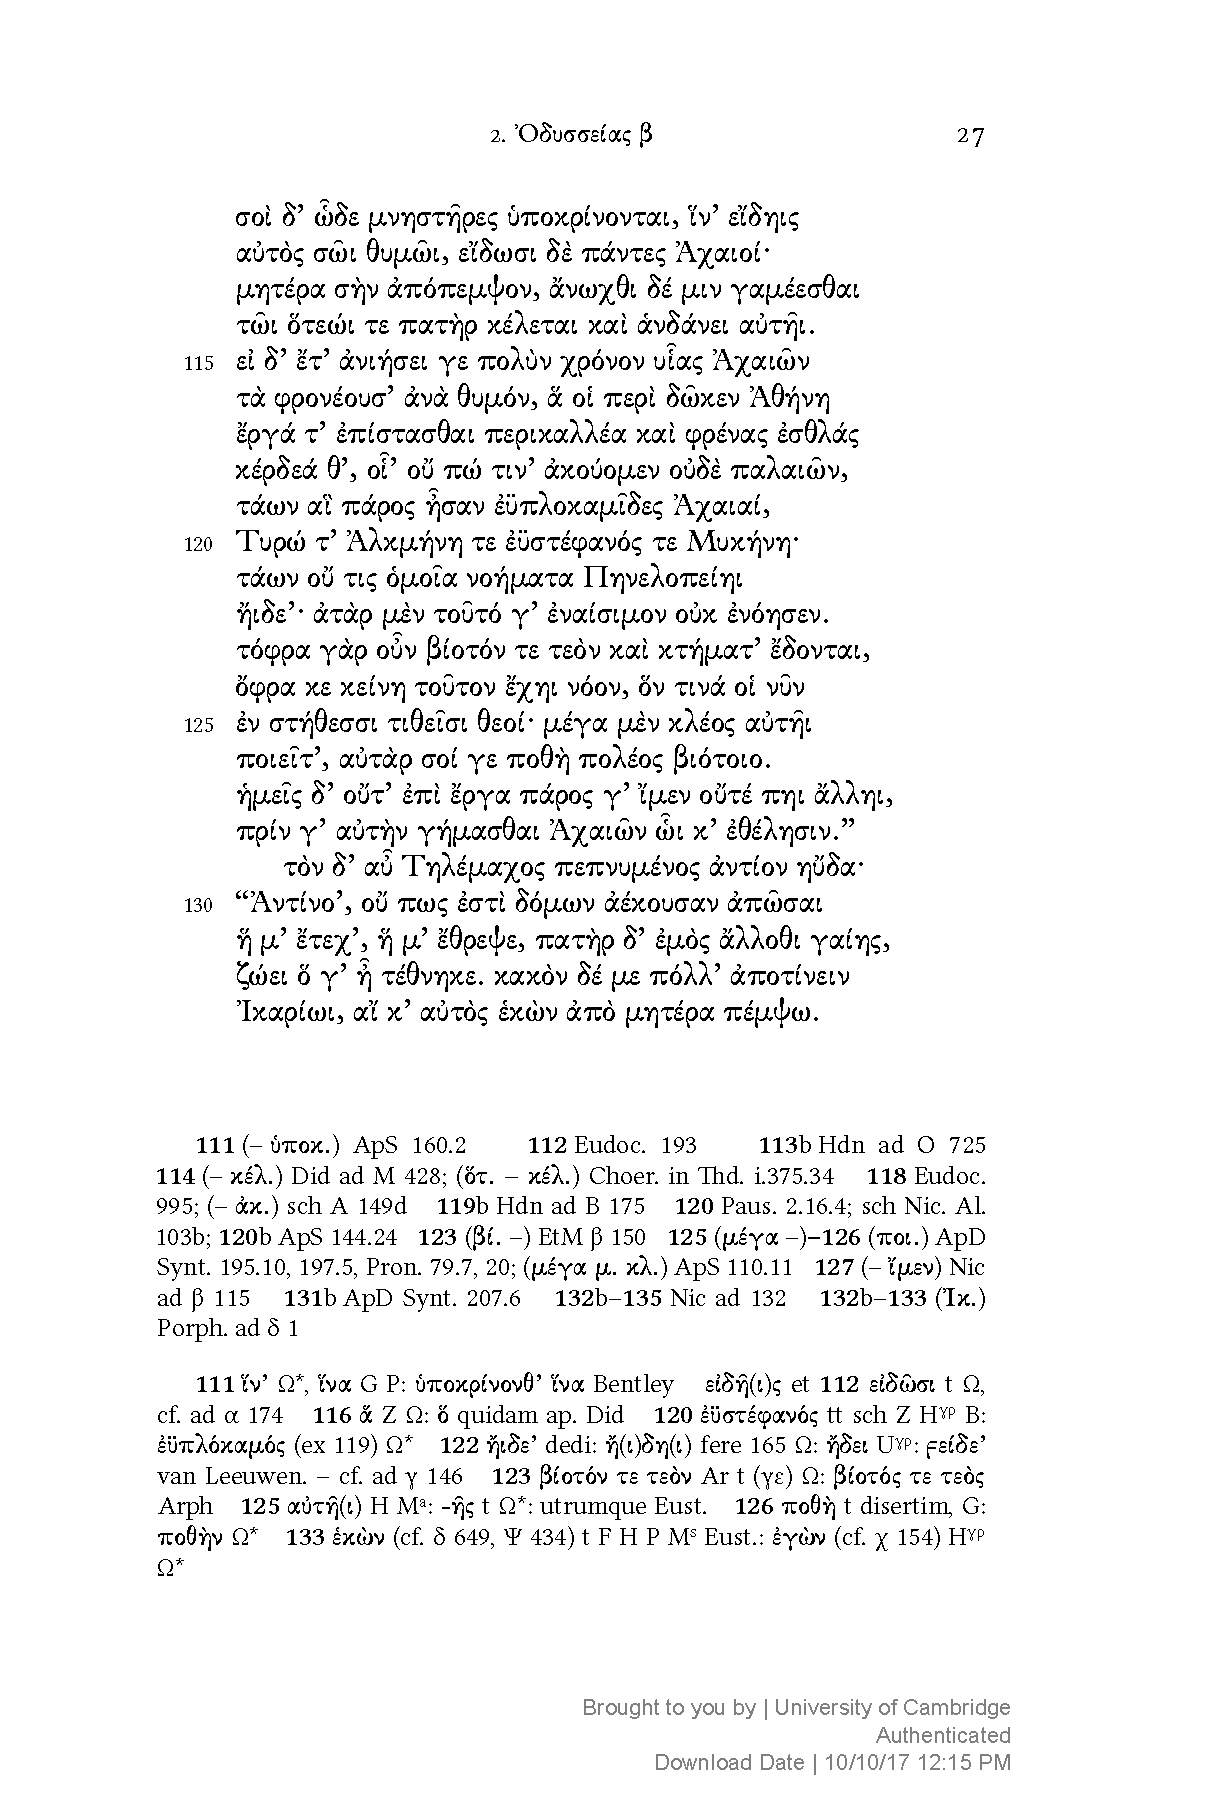 2. Ὀδυσσείας β 27
σοὶ δ’ ὧδε μνηστῆρες ὑποκρίνονται, ἵν’ εἴδηις
αὐτὸς σῶι θυμῶι, εἴδωσι δὲ πάντες Ἀχαιοί·
μητέρα σὴν ἀπόπεμψον, ἄνωχθι δέ μιν γαμέεσθαι
τῶι ὅτεώι τε πατὴρ κέλεται καὶ ἁνδάνει αὐτῆι.
115 εἰ δ’ ἔτ’ ἀνιήσει γε πολὺν χρόνον υἷας Ἀχαιῶν
τὰ φρονέουσ’ ἀνὰ θυμόν, ἅ οἱ περὶ δῶκεν Ἀθήνη
ἔργά τ’ ἐπίστασθαι περικαλλέα καὶ φρένας ἐσθλάς
κέρδεά θ’, οἷ’ οὔ πώ τιν’ ἀκούομεν οὐδὲ παλαιῶν,
τάων αἳ πάρος ἦσαν ἐϋπλοκαμῖδες Ἀχαιαί,
120 Τυρώ τ’ Ἀλκμήνη τε ἐϋστέφανός τε Μυκήνη·
τάων οὔ τις ὁμοῖα νοήματα Πηνελοπείηι
ἤιδε’· ἀτὰρ μὲν τοῦτό γ’ ἐναίσιμον οὐκ ἐνόησεν.
τόφρα γὰρ οὖν βίοτόν τε τεὸν καὶ κτήματ’ ἔδονται,
ὄφρα κε κείνη τοῦτον ἔχηι νόον, ὅν τινά οἱ νῦν
125 ἐν στήθεσσι τιθεῖσι θεοί· μέγα μὲν κλέος αὐτῆι
ποιεῖτ’, αὐτὰρ σοί γε ποθὴ πολέος βιότοιο.
ἡμεῖς δ’ οὔτ’ ἐπὶ ἔργα πάρος γ’ ἴμεν οὔτέ πηι ἄλληι,
πρίν γ’ αὐτὴν γήμασθαι Ἀχαιῶν ὧι κ’ ἐθέλησιν.”
τὸν δ’ αὖ Τηλέμαχος πεπνυμένος ἀντίον ηὔδα·
130 “Ἀντίνο’, οὔ πως ἐστὶ δόμων ἀέκουσαν ἀπῶσαι
ἥ μ’ ἔτεχ’, ἥ μ’ ἔθρεψε, πατὴρ δ’ ἐμὸς ἄλλοθι γαίης,
ζώει ὅ γ’ ἦ τέθνηκε. κακὸν δέ με πόλλ’ ἀποτίνειν
Ἰκαρίωι, αἴ κ’ αὐτὸς ἑκὼν ἀπὸ μητέρα πέμψω.
111 (– ὑποκ.) ApS 160.2 112 Eudoc. 193 113b Hdn ad O 725
114 (– κέλ.) Did ad M 428; (ὅτ. – κέλ.) Choer. in Thd. i.375.34 118 Eudoc.
995; (– ἀκ.) sch A 149d 119b Hdn ad B 175 120 Paus. 2.16.4; sch Nic. Al.
103b; 120b ApS 144.24 123 (βί. –) EtM β 150 125 (μέγα –)–126 (ποι.) ApD
Synt. 195.10, 197.5, Pron. 79.7, 20; (μέγα μ. κλ.) ApS 110.11 127 (– ἴμεν) Nic
ad β 115 131b ApD Synt. 207.6 132b–135 Nic ad 132 132b–133 (Ἰκ.)
Porph. ad δ 1
111 ἵν’ Ω*, ἵνα G P: ὑποκρίνονθ’ ἵνα Bentley εἰδῆ(ι)ς et 112 εἰδῶσι t Ω,
cf. ad α 174 116 ἅ Z Ω: ὅ quidam ap. Did 120 ἐϋστέφανός tt sch Z Hγρ B:
ἐϋπλόκαμός (ex 119) Ω* 122 ἤιδε’ dedi: ἤ(ι)δη(ι) fere 165 Ω: ἤδει Uγρ: ϝείδε’
van Leeuwen. – cf. ad γ 146 123 βίοτόν τε τεὸν Ar t (γε) Ω: βίοτός τε τεὸς
Arph 125 αὐτῆ(ι) H Mᵃ: -ῆς t Ω*: utrumque Eust. 126 ποθὴ t disertim, G:
ποθὴν Ω* 133 ἑκὼν (cf. δ 649, Ψ 434) t F H P Mˢ Eust.: ἐγὼν (cf. χ 154) Hγρ
Ω*
Brought to you by | University of Cambridge
Authenticated
Download Date | 10/10/17 12:15 PM